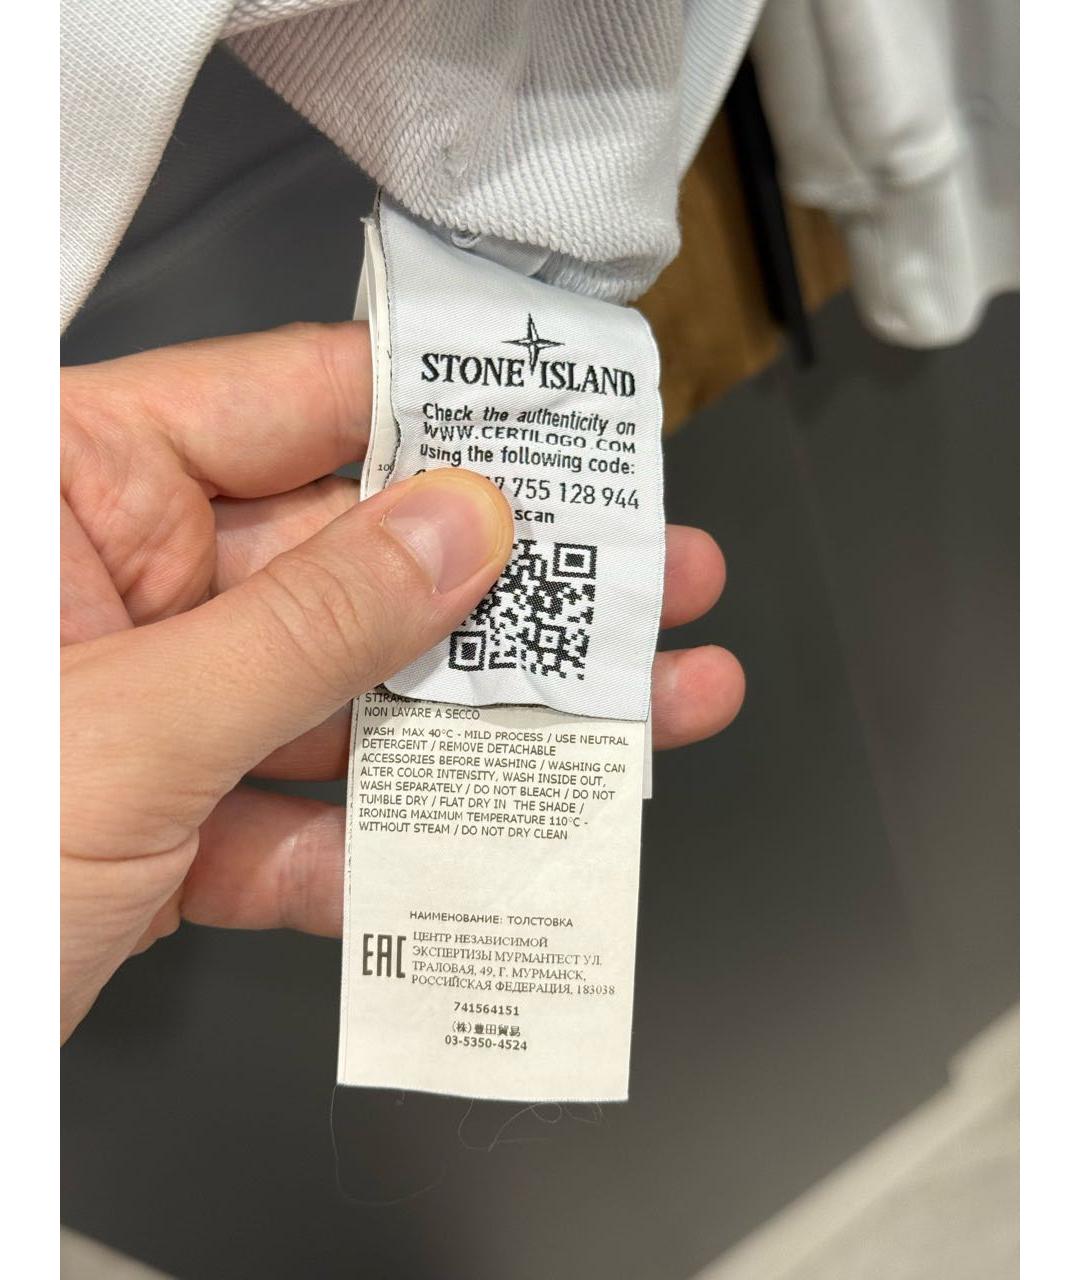 STONE ISLAND
Check the authenticity on
WWW.CERTILOGO.COM
using the following code:
755 128 944
scan
NON LAVARE A SECCO
WASH MAX 40°C - MILD PROCESS / USE NEUTRAL
DETERGENT / REMOVE DETACHABLE
ACCESSORIES BEFORE WASHING / WASHING CAN
ALTER COLOR INTENSITY, WASH INSIDE OUT,
WASH SEPARATELY / DO NOT BLEACH / DO NOT
TUMBLE DRY / FLAT DRY IN THE SHADE /
IRONING MAXIMUM TEMPERATURE 110°C -
WITHOUT STEAM / DO NOT DRY CLEAN
НАИМЕНОВАНИЕ: ТОЛСТОВКА
EAC
ЦЕНТР НЕЗАВИСИМОЙ
ЭКСПЕРТИЗЫ МУРМАНТЕСТ УЛ.
ТРАЛОВАЯ, 49, Г. МУРМАНСК,
РОССИЙСКАЯ ФЕДЕРАЦИЯ, 183038
741564151
(株)豊田貿易
03-5350-4524